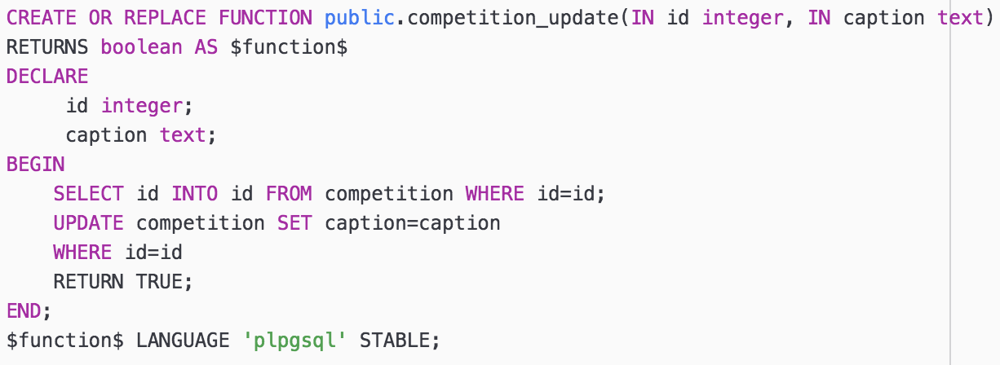 CREATE OR REPLACE FUNCTION public.competition_update(IN id integer, IN caption text)
RETURNS boolean AS $function$
DECLARE
     id integer;
     caption text;
BEGIN
    SELECT id INTO id FROM competition WHERE id=id;
    UPDATE competition SET caption=caption
    WHERE id=id
    RETURN TRUE;
END;
$function$ LANGUAGE 'plpgsql' STABLE;